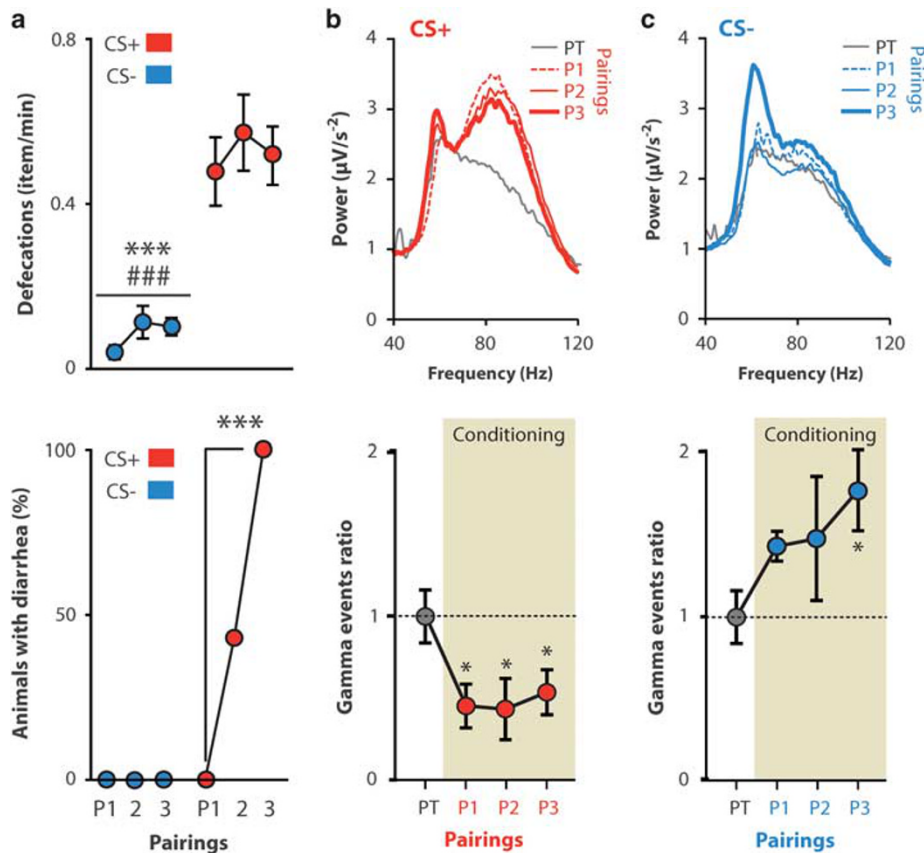 a
0.8
CS+
CS-
Defecations (item/min)
0.4
***
###
0
Animals with diarrhea (%)
100
CS+
CS-
***
50
0
P1 2 3 P1 2 3
Pairings
b
CS+
4
PT
P1
P2
P3
Pairings
3
Power (μV/s⁻²)
2
1
0
40 80 120
Frequency (Hz)
2
Conditioning
Gamma events ratio
1
* * *
0
PT P1 P2 P3
Pairings
c
CS-
4
PT
P1
P2
P3
Pairings
3
Power (μV/s⁻²)
2
1
0
40 80 120
Frequency (Hz)
2
Conditioning
Gamma events ratio
*
1
0
PT P1 P2 P3
Pairings